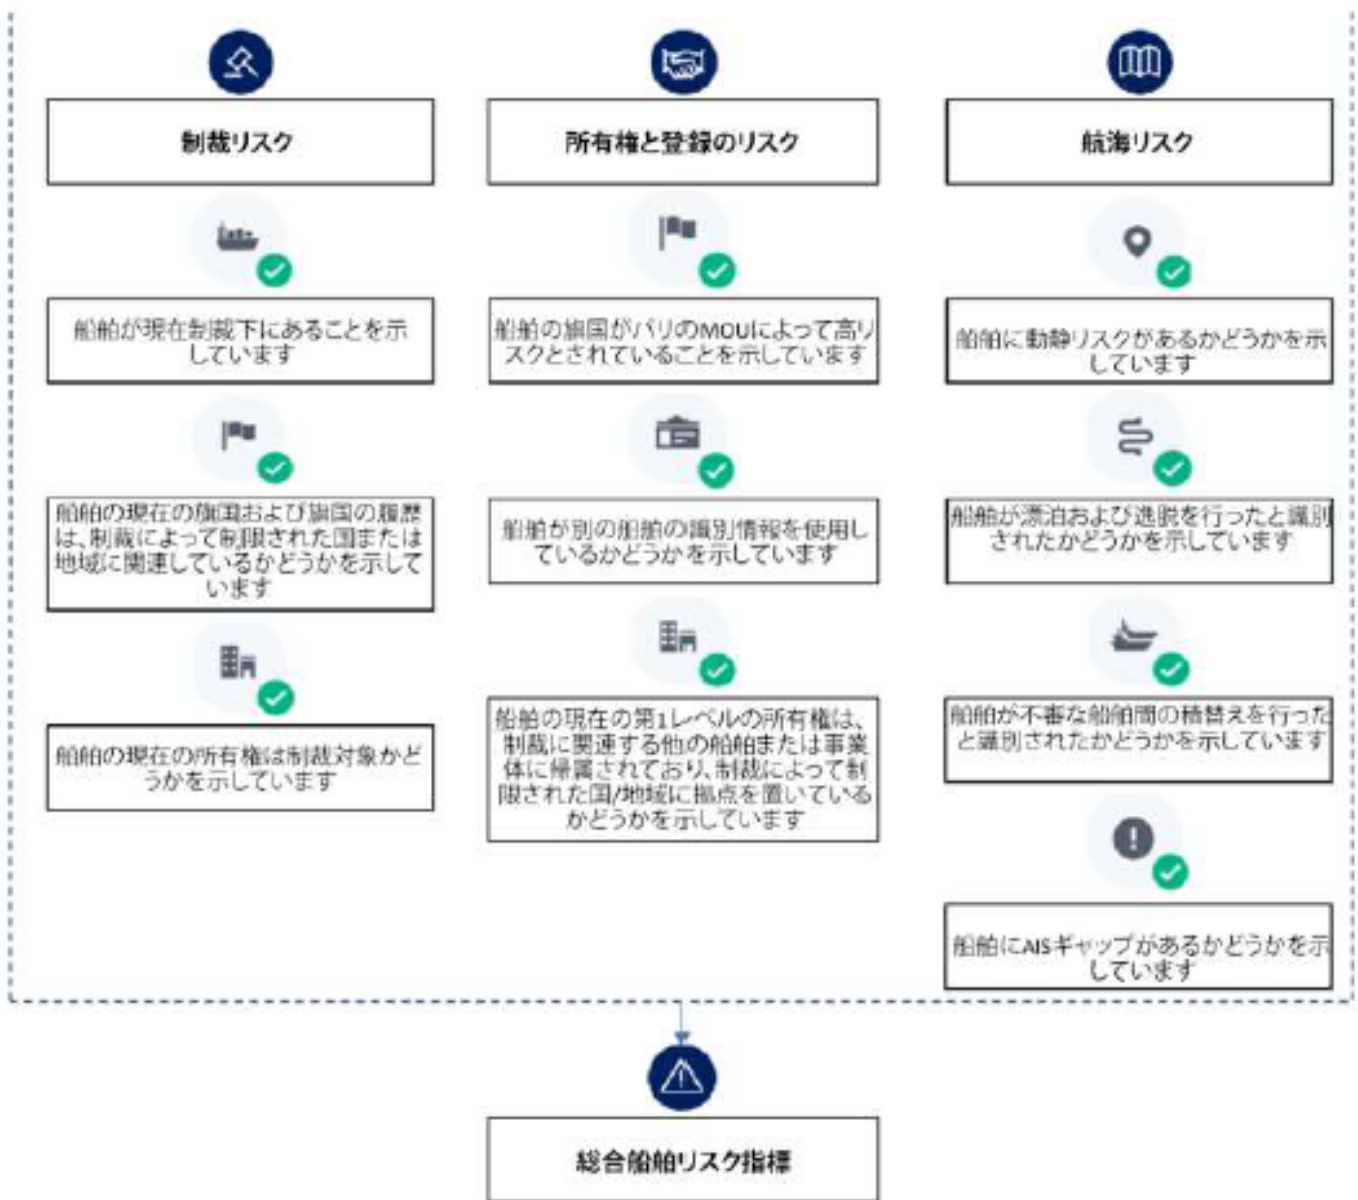 制裁リスク
船舶が現在制裁下にあることを示
しています
船舶の現在の旗国および旗国の履歴
は、制裁によって制限された国または
地域に関連しているかどうかを示して
います
船舶の現在の所有権は制裁対象かど
うかを示しています
所有権と登録のリスク
船舶の旗国がパリのMOUによって高リ
スクとされていることを示しています
船舶が別の船舶の識別情報を使用し
ているかどうかを示しています
船舶の現在の第1レベルの所有権は、
制裁に関連する他の船舶または事業
体に帰属されており、制裁によって制
限された国/地域に拠点を置いている
かどうかを示しています
航海リスク
船舶に動静リスクがあるかどうかを示
しています
船舶が漂泊および逸脱を行ったと識別
されたかどうかを示しています
船舶が不審な船舶間の積替えを行った
と識別されたかどうかを示しています
船舶にAISギャップがあるかどうかを示
しています
総合船舶リスク指標